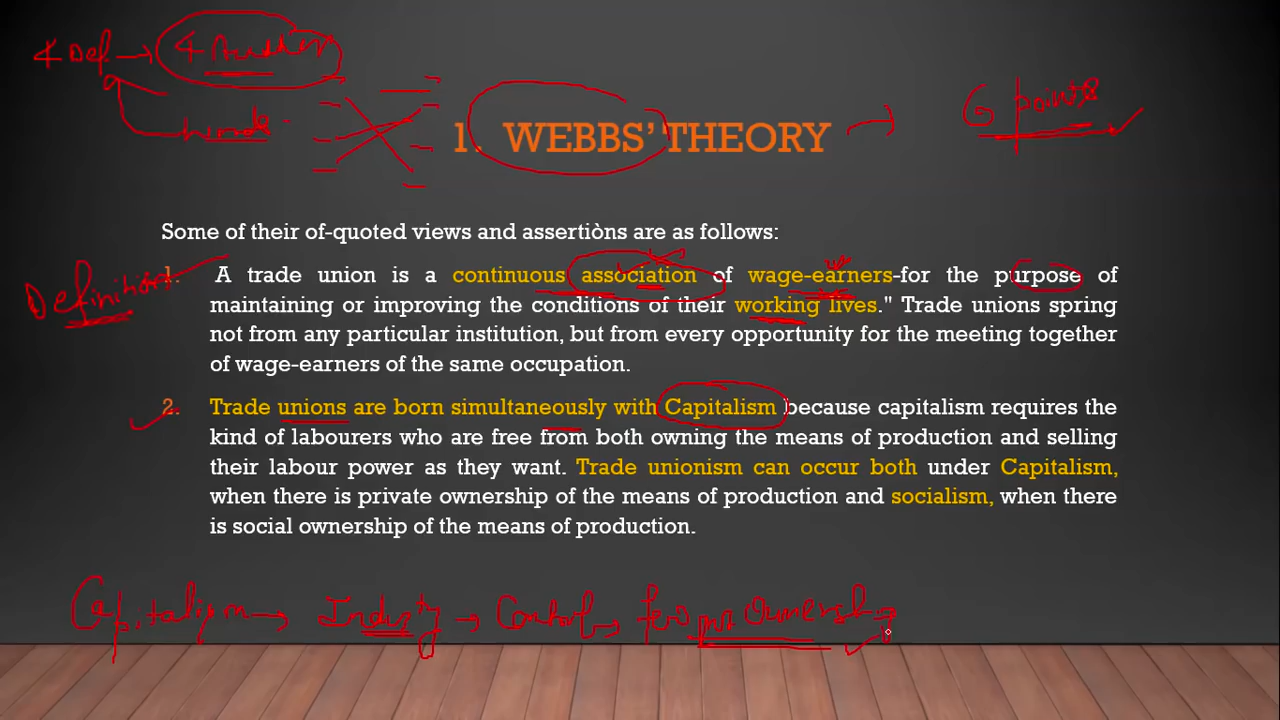 4 Def → 4 Author
words
1. WEBBS' THEORY → 6 points
Some of their of-quoted views and assertiòns are as follows:
Definition
1. A trade union is a continuous association of wage-earners-for the purpose of
maintaining or improving the conditions of their working lives." Trade unions spring
not from any particular institution, but from every opportunity for the meeting together
of wage-earners of the same occupation.
2. Trade unions are born simultaneously with Capitalism because capitalism requires the
kind of labourers who are free from both owning the means of production and selling
their labour power as they want. Trade unionism can occur both under Capitalism,
when there is private ownership of the means of production and socialism, when there
is social ownership of the means of production.
Capitalism → Industry → Control → few Ownership